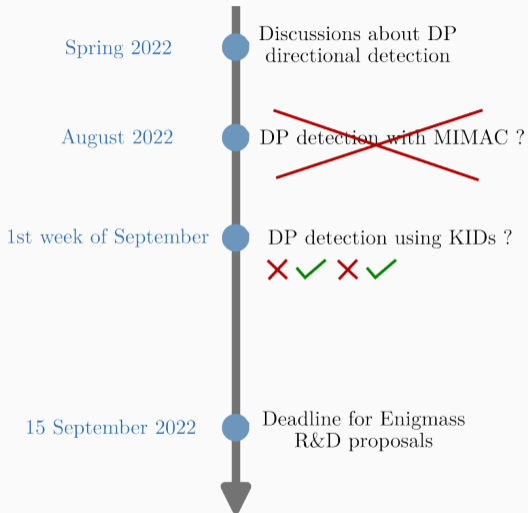 Spring 2022
Discussions about DP
directional detection
August 2022
DP detection with MIMAC ?
1st week of September
DP detection using KIDs ?
15 September 2022
Deadline for Enigmass
R&D proposals